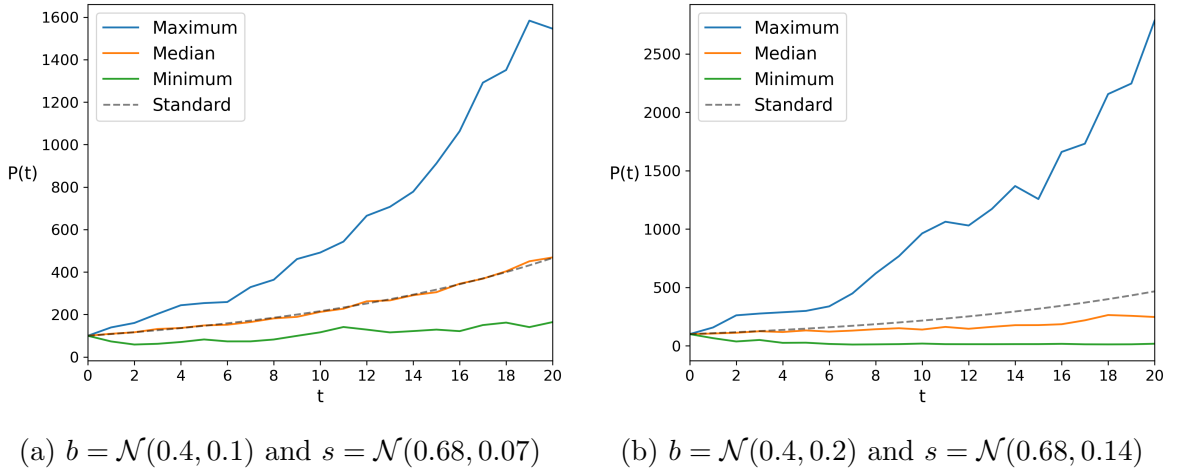 1600
1400
1200
1000
P(t)
800
600
400
200
0
0 2 4 6 8 10 12 14 16 18 20
t
Maximum
Median
Minimum
Standard
(a) b = 𝒩(0.4, 0.1) and s = 𝒩(0.68, 0.07)
2500
2000
P(t)
1500
1000
500
0
0 2 4 6 8 10 12 14 16 18 20
t
Maximum
Median
Minimum
Standard
(b) b = 𝒩(0.4, 0.2) and s = 𝒩(0.68, 0.14)